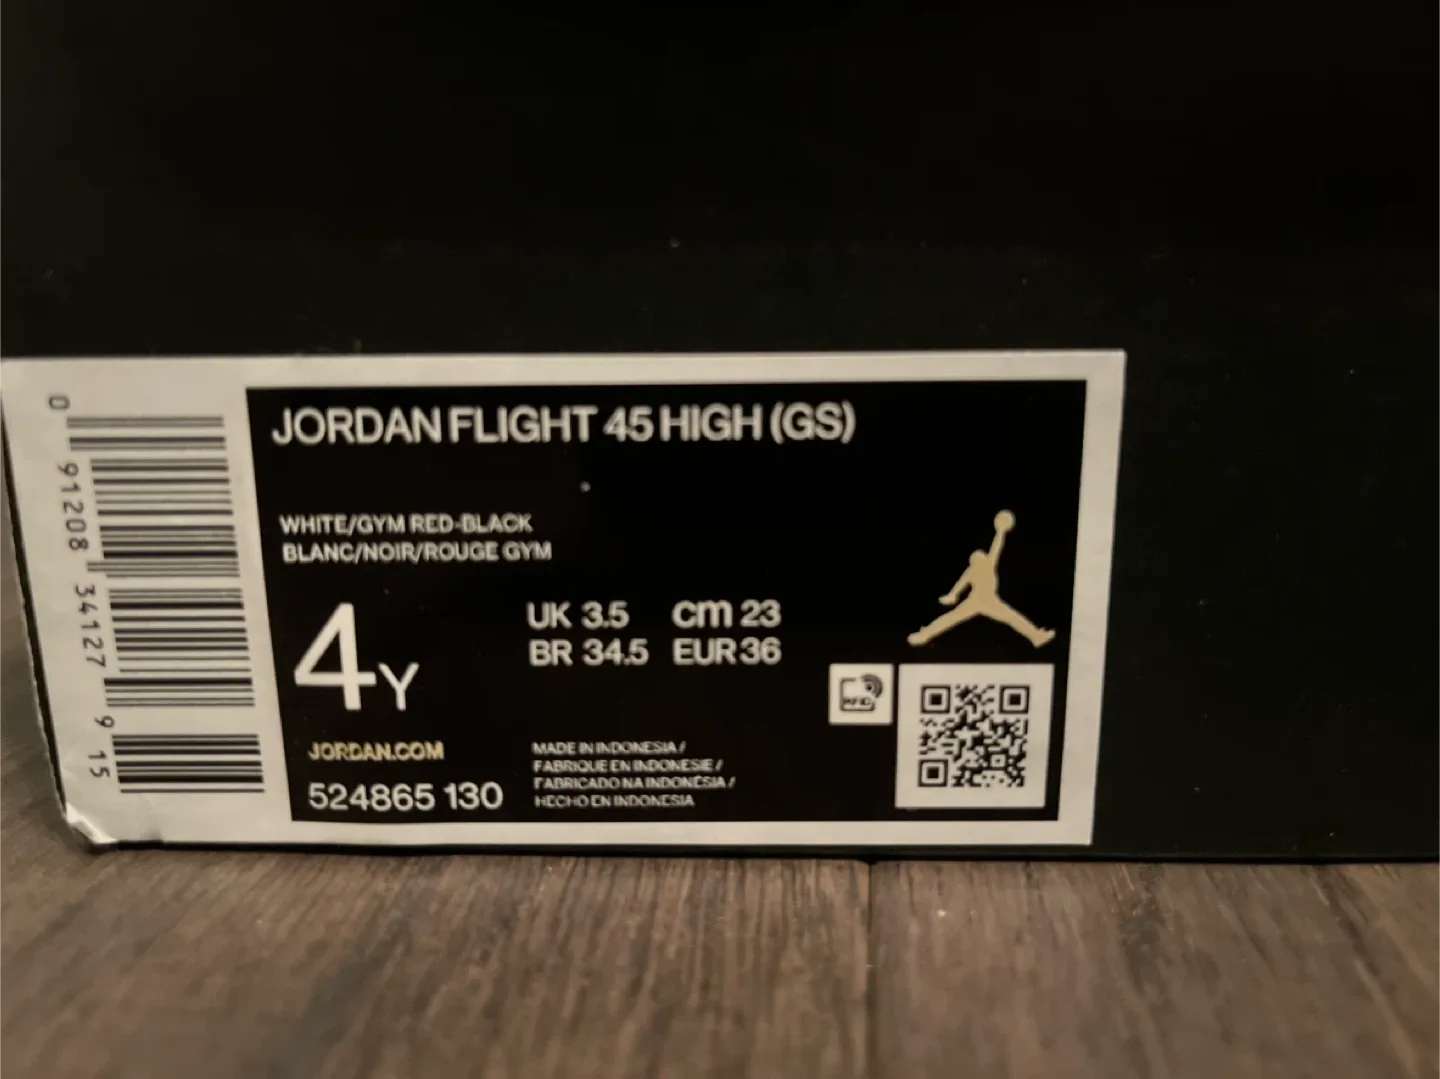 JORDAN FLIGHT 45 HIGH (GS)
WHITE/GYM RED-BLACK
BLANC/NOIR/ROUGE GYM
4Y
UK 3.5 cm 23
BR 34.5 EUR 36
JORDAN.COM
524865 130
MADE IN INDONESIA /
FABRIQUE EN INDONESIE /
FABRICADO NA INDONESIA /
HECHO EN INDONESIA
RFID
0 91208 34127 9 15